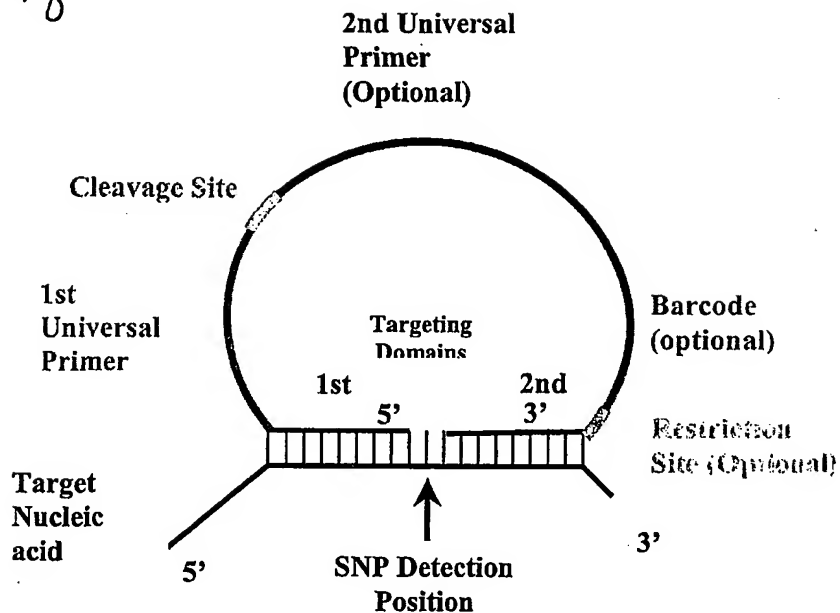 2nd Universal
Primer
(Optional)
Cleavage Site
1st
Universal
Primer
Targeting
Domains
Barcode
(optional)
1st
2nd
5’
3’
Restriction
Site (Optional)
Target
Nucleic
acid
5’
3’
SNP Detection
Position